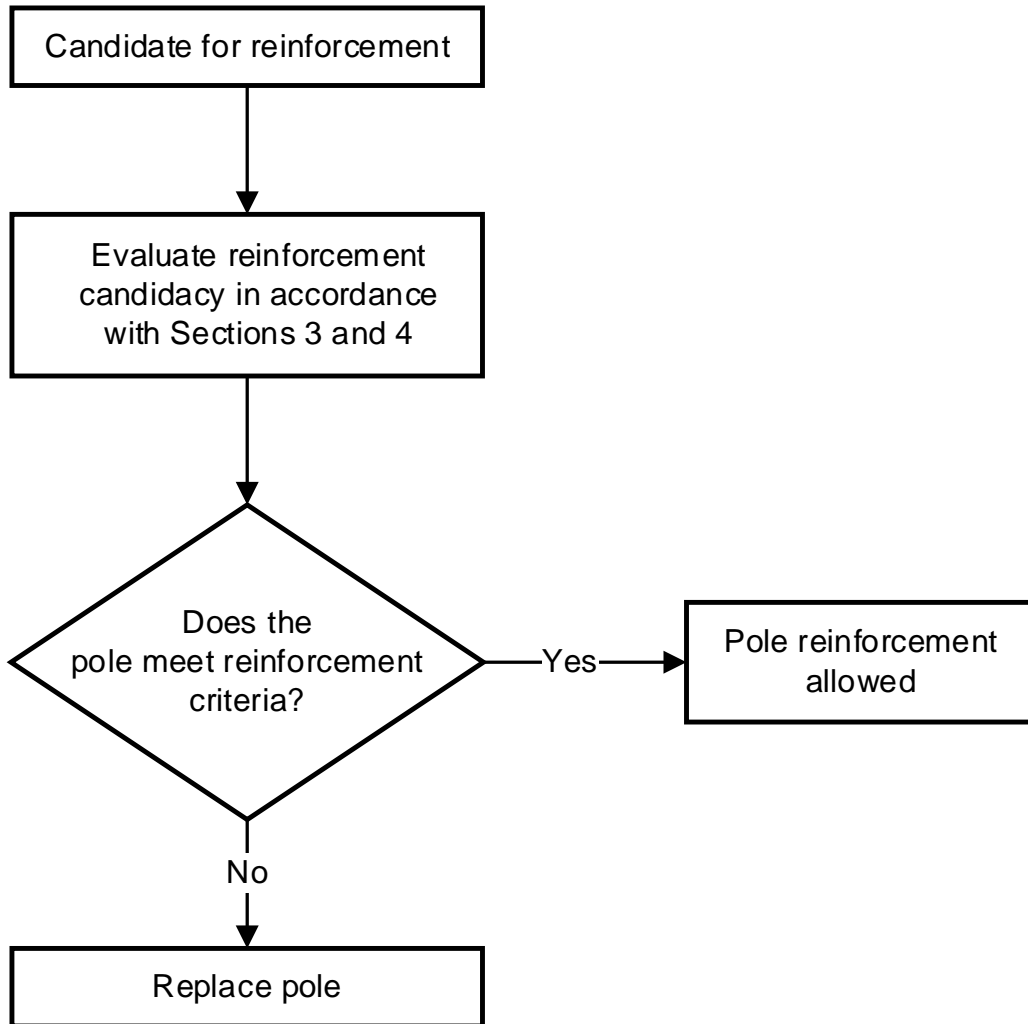 Candidate for reinforcement
Evaluate reinforcement
candidacy in accordance
with Sections 3 and 4
Does the
pole meet reinforcement
criteria?
Yes
Pole reinforcement
allowed
No
Replace pole